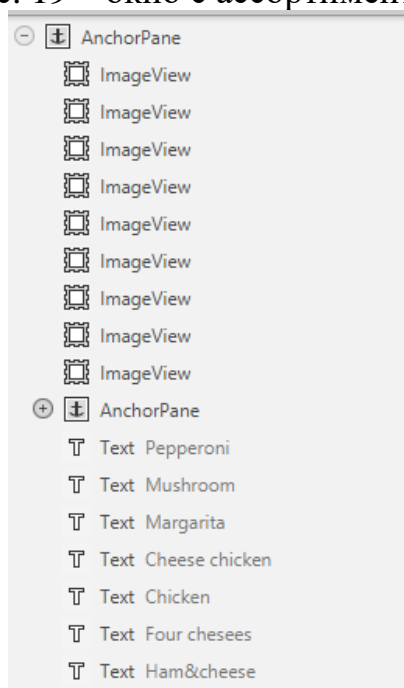 AnchorPane
ImageView
ImageView
ImageView
ImageView
ImageView
ImageView
ImageView
ImageView
ImageView
AnchorPane
Text Pepperoni
Text Mushroom
Text Margarita
Text Cheese chicken
Text Chicken
Text Four chesees
Text Ham&cheese